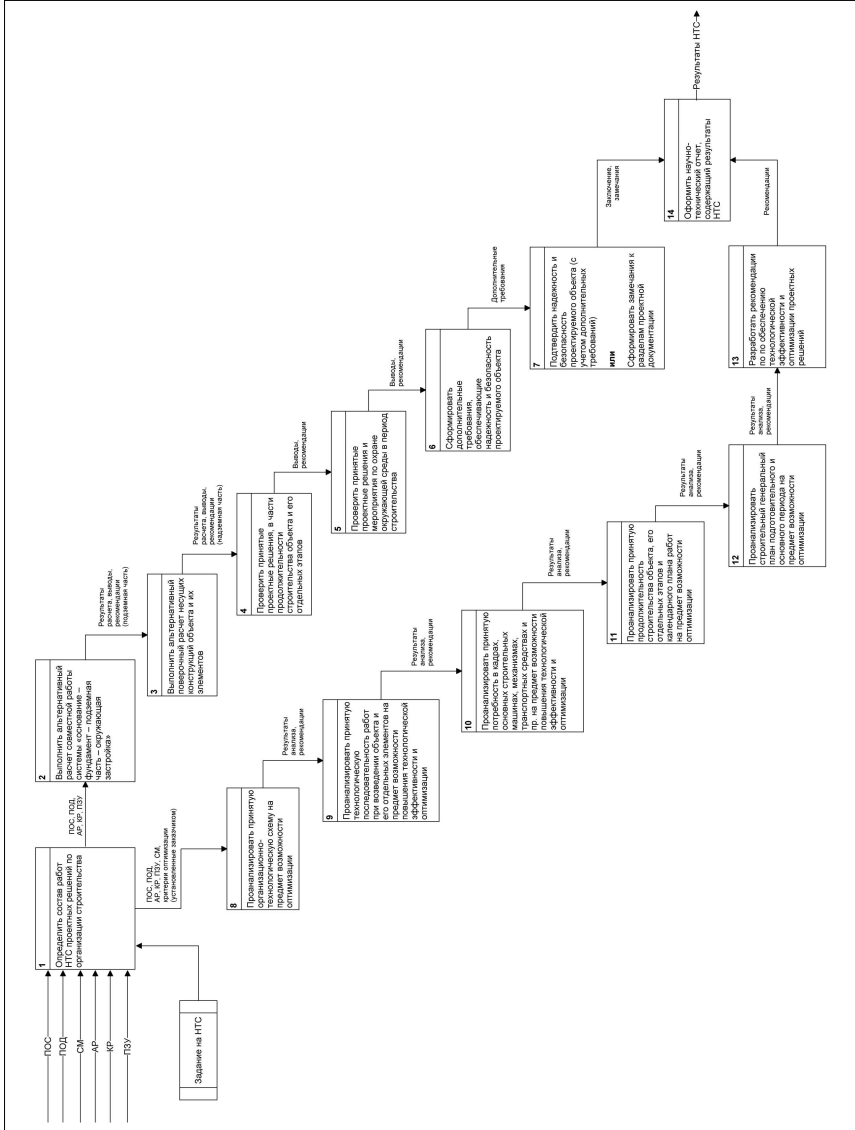 ПОС
ПОД
СМ
АР
КР
ПЗУ
Задание на НТС
1
Определить состав работ
НТС проектных решений по
организации строительства
ПОС, ПОД,
АР, КР, ПЗУ
2
Выполнить альтернативный
расчет совместной работы
системы «основание –
фундамент – подземная
часть – окружающая
застройка»
Результаты
расчета, выводы,
рекомендации
(подземная часть)
3
Выполнить альтернативный
поверочный расчет несущих
конструкций объекта и их
элементов
Результаты
расчета, выводы,
рекомендации
(надземная часть)
4
Проверить принятые
проектные решения, в части
продолжительности
строительства объекта и его
отдельных этапов
Выводы,
рекомендации
5
Проверить принятые
проектные решения и
мероприятия по охране
окружающей среды в период
строительства
Выводы,
рекомендации
6
Сформировать
дополнительные
требования,
обеспечивающие
надежность и безопасность
проектируемого объекта
Дополнительные
требования
7
Подтвердить надежность и
безопасность
проектируемого объекта (с
учетом дополнительных
требований)
или
Сформировать замечания к
разделам проектной
документации
Заключение,
замечания
ПОС, ПОД,
АР, КР, ПЗУ, СМ,
критерии оптимизации
(установленные заказчиком)
8
Проанализировать принятую
организационно-
технологическую схему на
предмет возможности
оптимизации
Результаты
анализа,
рекомендации
9
Проанализировать принятую
технологическую
последовательность работ
при возведении объекта и
его отдельных элементов на
предмет возможности
повышения технологической
эффективности и
оптимизации
Результаты
анализа,
рекомендации
10
Проанализировать принятую
потребность в кадрах,
основных строительных
машинах, механизмах,
транспортных средствах и
пр. на предмет возможности
повышения технологической
эффективности и
оптимизации
Результаты
анализа,
рекомендации
11
Проанализировать принятую
продолжительность
строительства объекта, его
отдельных этапов и
календарного плана работ
на предмет возможности
оптимизации
Результаты
анализа,
рекомендации
12
Проанализировать
строительный генеральный
план подготовительного и
основного периода на
предмет возможности
оптимизации
Результаты
анализа,
рекомендации
13
Разработать рекомендации
по по обеспечению
технологической
эффективности и
оптимизации проектных
решений
Рекомендации
14
Оформить научно-
технический отчет,
содержащий результаты
НТС
Результаты НТС